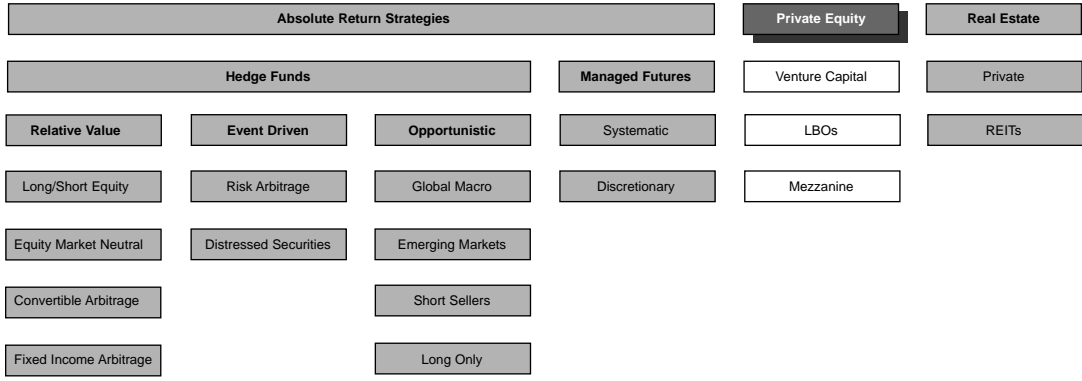 Absolute Return Strategies
Private Equity
Real Estate
Hedge Funds
Managed Futures
Venture Capital
Private
Relative Value
Event Driven
Opportunistic
Systematic
LBOs
REITs
Long/Short Equity
Risk Arbitrage
Global Macro
Discretionary
Mezzanine
Equity Market Neutral
Distressed Securities
Emerging Markets
Convertible Arbitrage
Short Sellers
Fixed Income Arbitrage
Long Only